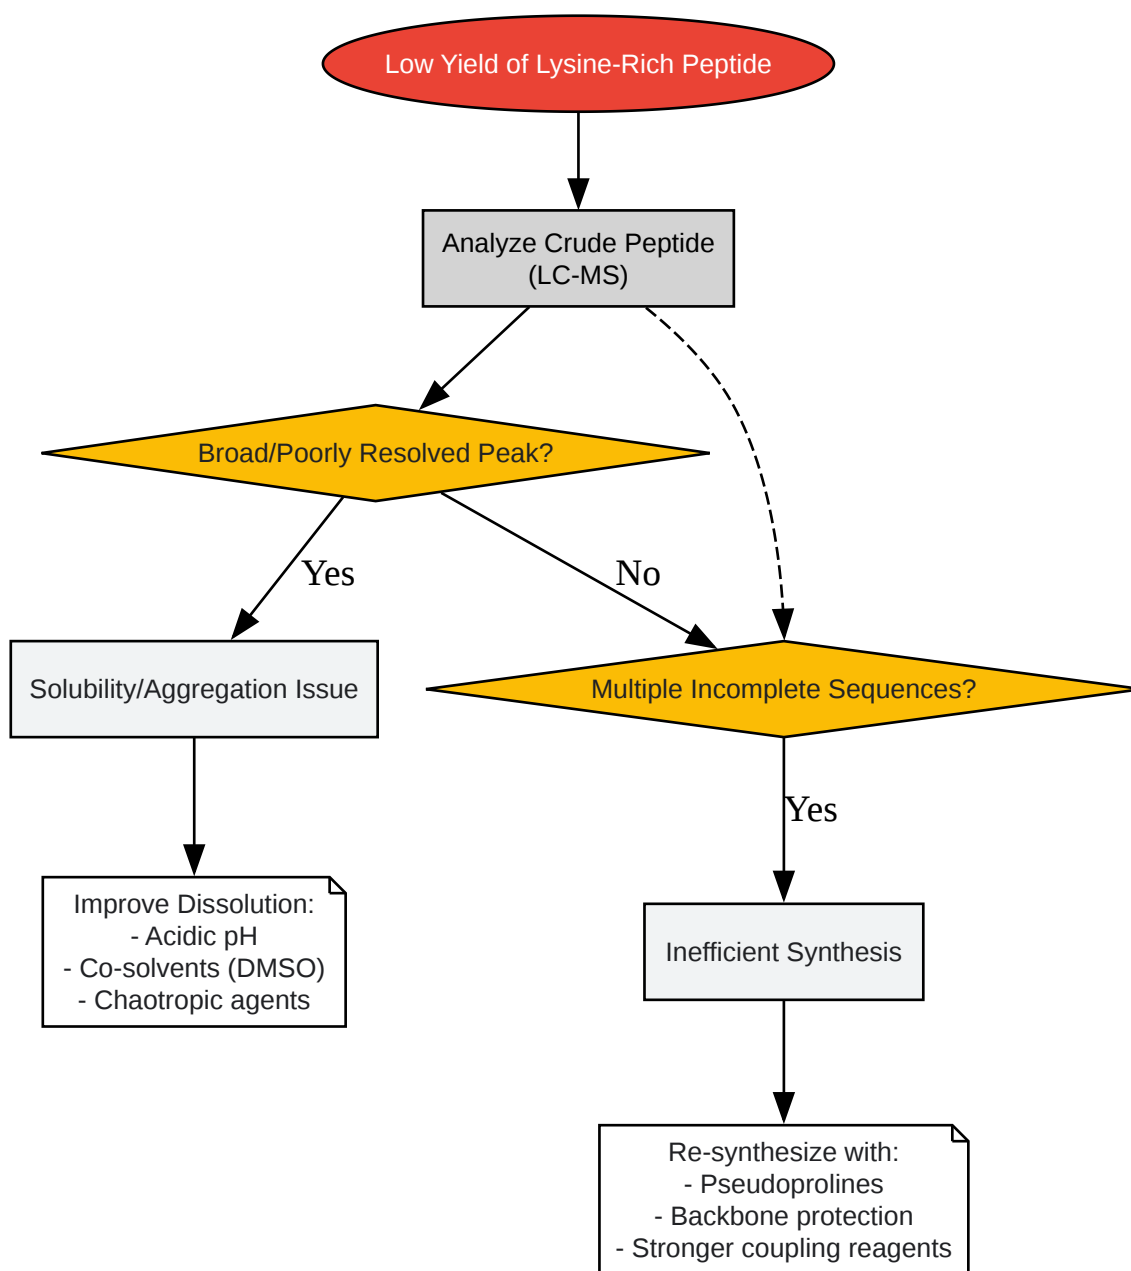 Low Yield of Lysine-Rich Peptide
Analyze Crude Peptide
(LC-MS)
Broad/Poorly Resolved Peak?
Yes
No
Solubility/Aggregation Issue
Multiple Incomplete Sequences?
Yes
Improve Dissolution:
- Acidic pH
- Co-solvents (DMSO)
- Chaotropic agents
Inefficient Synthesis
Re-synthesize with:
- Pseudoprolines
- Backbone protection
- Stronger coupling reagents